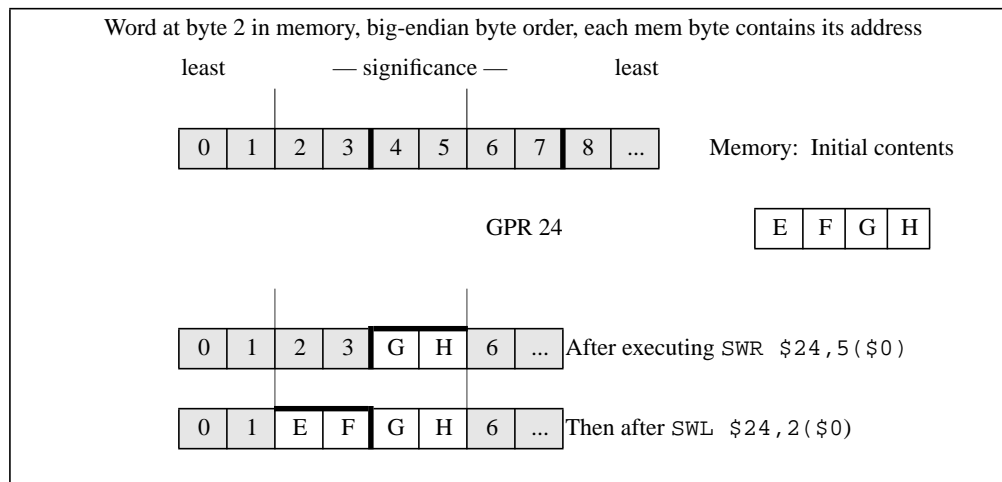 Word at byte 2 in memory, big-endian byte order, each mem byte contains its address
least — significance — least
0 1 2 3 4 5 6 7 8 ... Memory: Initial contents
GPR 24 E F G H
0 1 2 3 G H 6 ... After executing SWR $24,5($0)
0 1 E F G H 6 ... Then after SWL $24,2($0)